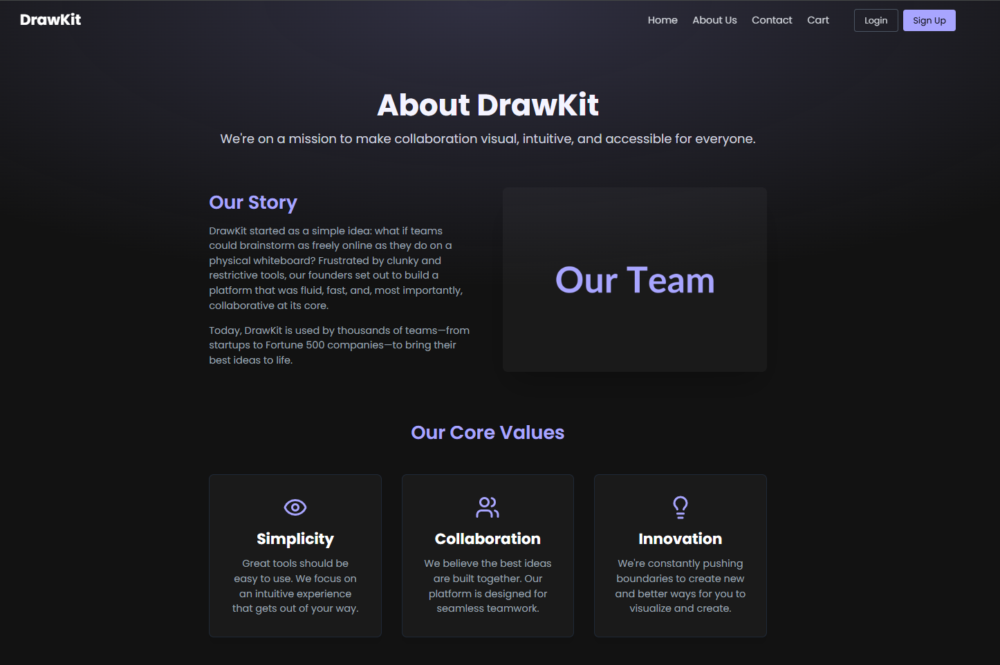 DrawKit
Home About Us Contact Cart Login Sign Up
About DrawKit
We're on a mission to make collaboration visual, intuitive, and accessible for everyone.
Our Story
DrawKit started as a simple idea: what if teams
could brainstorm as freely online as they do on a
physical whiteboard? Frustrated by clunky and
restrictive tools, our founders set out to build a
platform that was fluid, fast, and, most importantly,
collaborative at its core.
Today, DrawKit is used by thousands of teams—from
startups to Fortune 500 companies—to bring their
best ideas to life.
Our Team
Our Core Values
Simplicity
Great tools should be
easy to use. We focus on
an intuitive experience
that gets out of your way.
Collaboration
We believe the best ideas
are built together. Our
platform is designed for
seamless teamwork.
Innovation
We're constantly pushing
boundaries to create new
and better ways for you to
visualize and create.